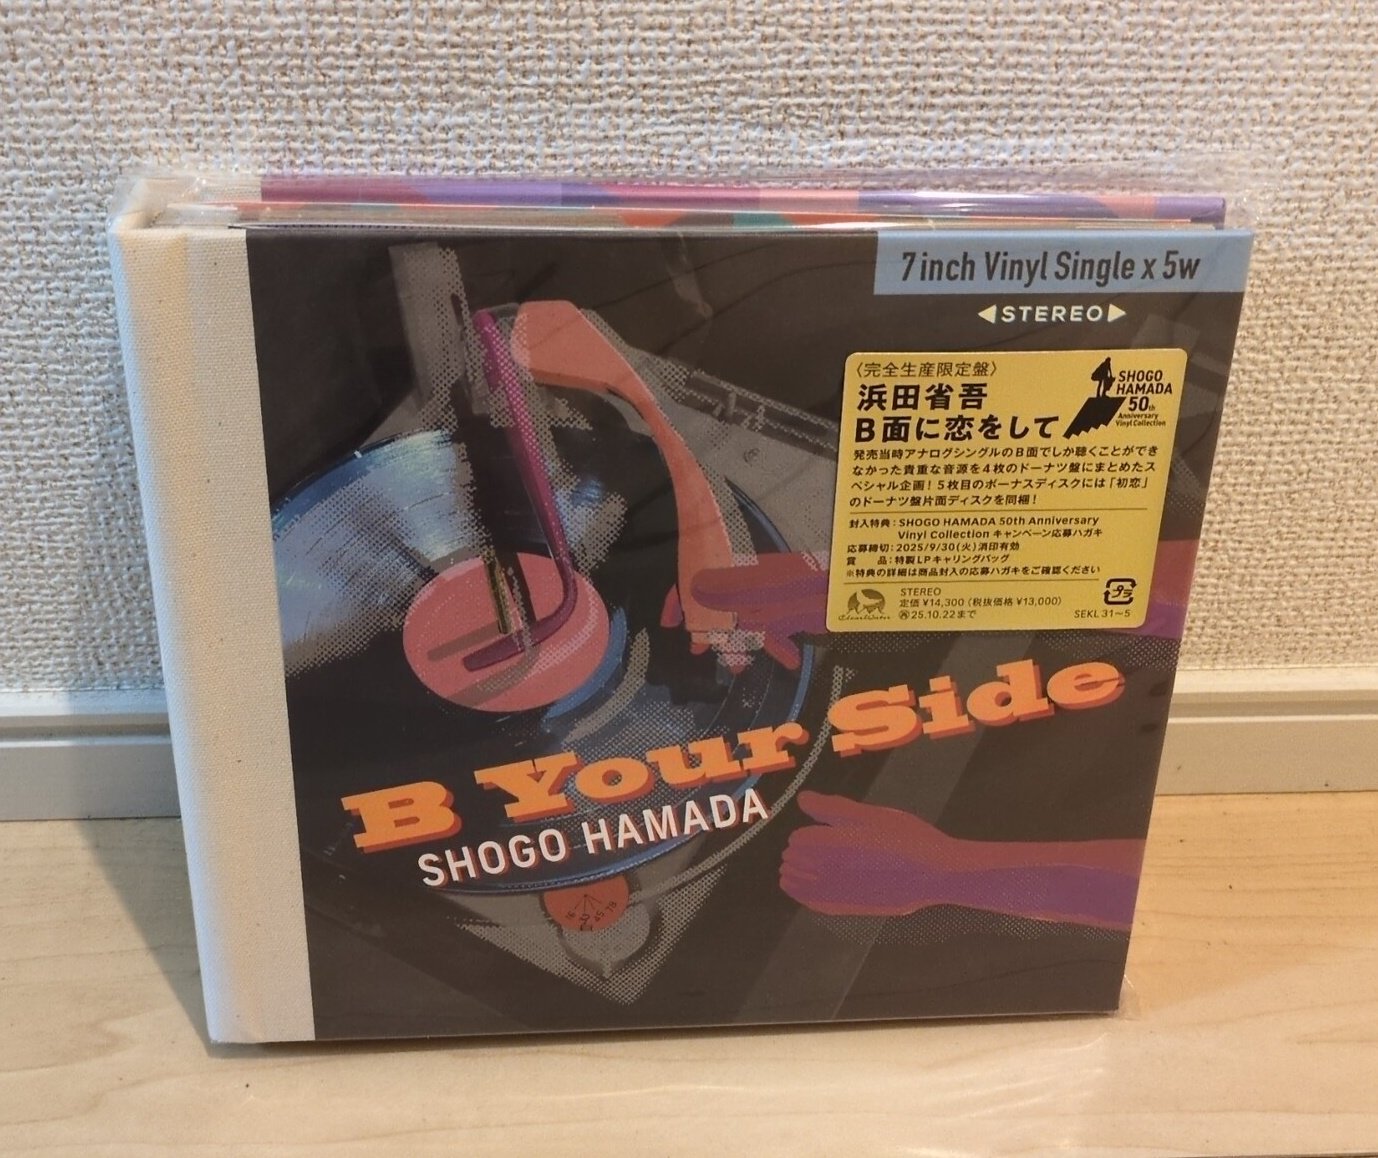 7inch Vinyl Single x 5w
◀STEREO▶
〈完全生産限定盤〉
浜田省吾
B面に恋をして
SHOGO
HAMADA
50th
Anniversary
Vinyl Collection
発売当時アナログシングルのB面でしか聴くことができ
なかった貴重な音源を4枚のドーナツ盤にまとめたス
ペシャル企画!5枚目のボーナスディスクには「初恋」
のドーナツ盤片面ディスクを同梱!
封入特典:SHOGO HAMADA 50th Anniversary
Vinyl Collection キャンペーン応募ハガキ
応募締切:2025/9/30(火)消印有効
賞 品:特製LPキャリングバッグ
※特典の詳細は商品封入の応募ハガキをご確認ください
STEREO
定価 ¥14,300 (税抜価格 ¥13,000)
25.10.22まで
SEKL 31〜5
プラ
B Your Side
SHOGO HAMADA
16 45 78